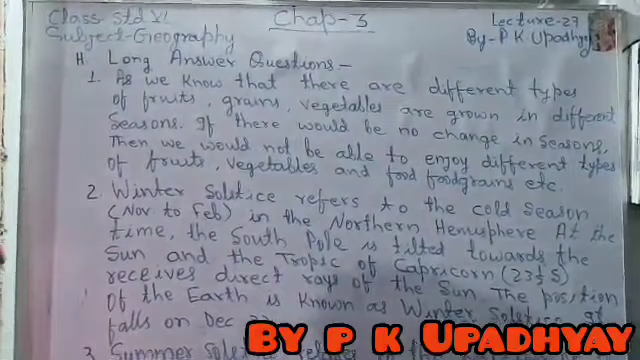 Class Std VI
Chap-3
Lecture-27
Subject-Geography
By-P K Upadhyay
H Long Answer Questions-
1. As we know that there are different types
of fruits, grains, vegetables are grown in different
Seasons. If there would be no change in seasons,
Then we would not be able to enjoy different types
of fruits, vegetables and food foodgrains etc.
2. Winter Solstice refers to the cold season
(Nov. to Feb) in the Northern Hemisphere At the
time, the South Pole is tilted towards the
Sun and the Tropic of Capricorn (23½ S)
receives direct rays of the Sun The position
of the Earth is known as Winter Solstice It
falls on Dec
3. Summer
By P K Upadhyay